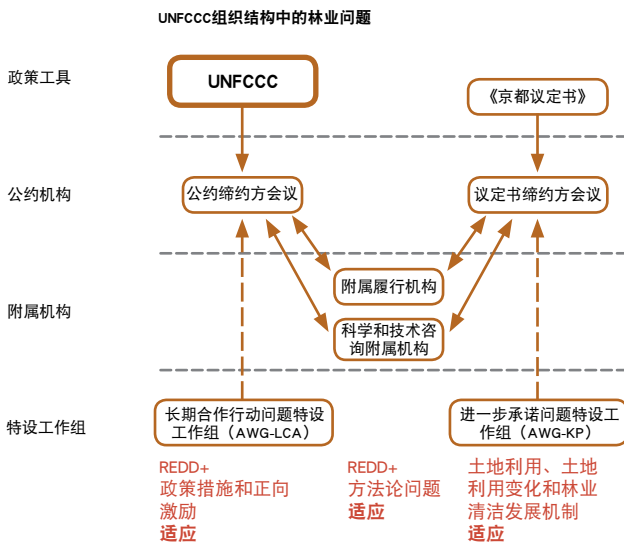 UNFCCC组织结构中的林业问题
政策工具
UNFCCC
《京都议定书》
公约机构
公约缔约方会议
议定书缔约方会议
附属机构
附属履行机构
科学和技术咨
询附属机构
特设工作组
长期合作行动问题特设
工作组（AWG-LCA）
进一步承诺问题特设工
作组（AWG-KP）
REDD+
政策措施和正向
激励
适应
REDD+
方法论问题
适应
土地利用、土地
利用变化和林业
清洁发展机制
适应